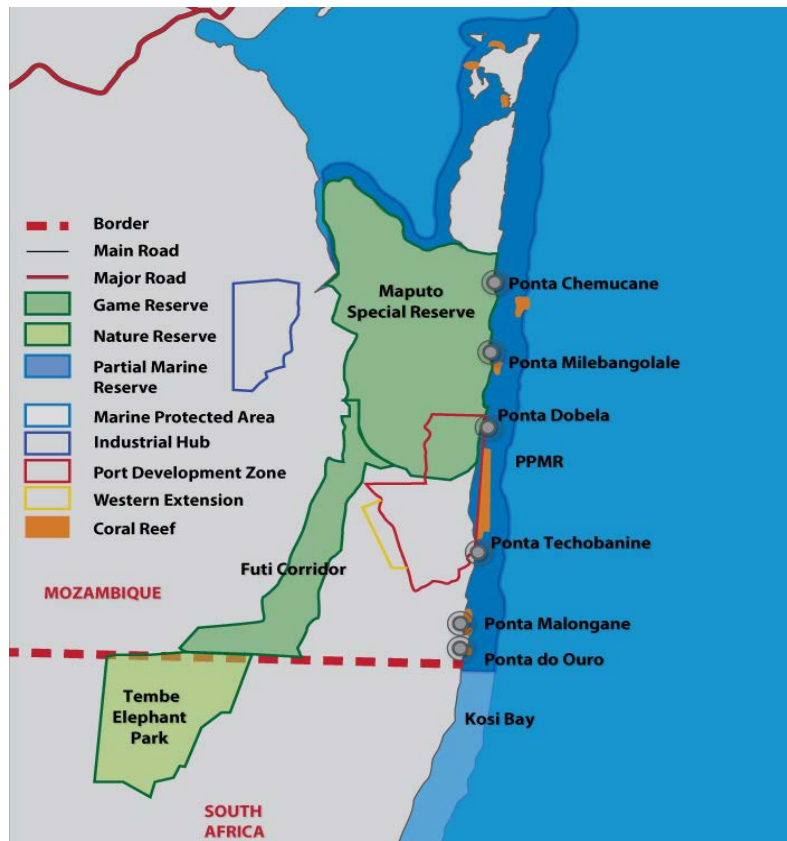 Border
Main Road
Major Road
Game Reserve
Nature Reserve
Partial Marine
Reserve
Marine Protected Area
Industrial Hub
Port Development Zone
Western Extension
Coral Reef
Maputo
Special Reserve
Ponta Chemucane
Ponta Milebangolale
Ponta Dobela
PPMR
Ponta Techobanine
Futi Corridor
MOZAMBIQUE
Ponta Malongane
Ponta do Ouro
Tembe
Elephant
Park
Kosi Bay
SOUTH
AFRICA